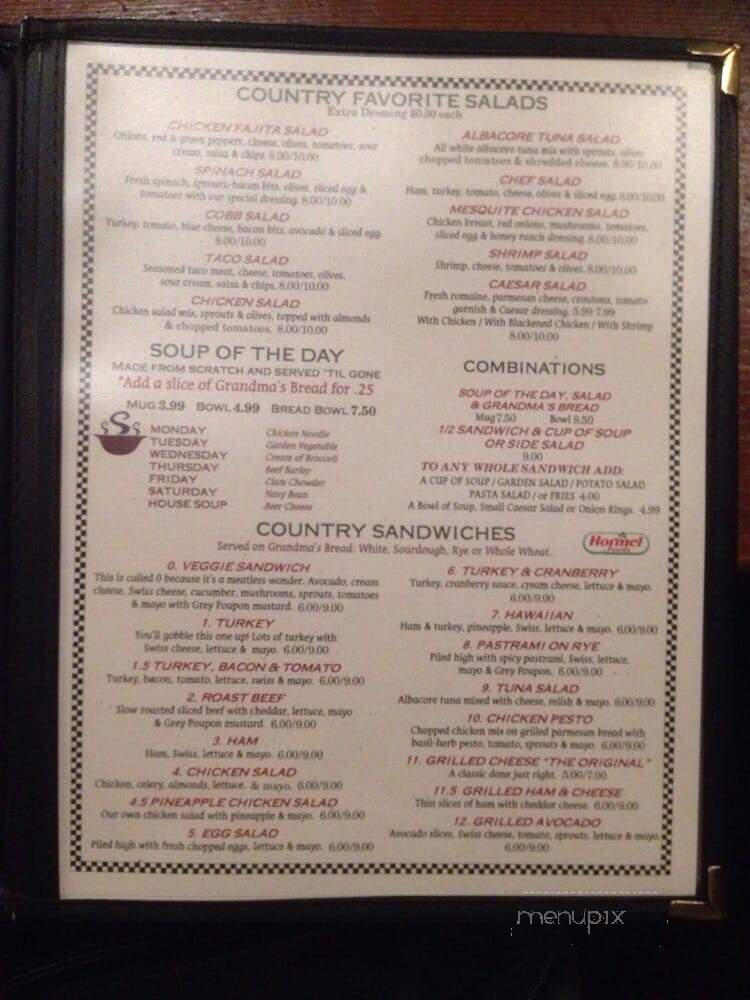 COUNTRY FAVORITE SALADS
Extra Dressing $0.50 each
CHICKEN FAJITA SALAD
Onions, red & green peppers, cheese, olives, tomatoes, sour
cream, salsa & chips. 8.00/10.00
SPINACH SALAD
Fresh spinach, sprouts, bacon bits, olives, sliced egg &
tomatoes with our special dressing. 8.00/10.00
COBB SALAD
Turkey, tomato, blue cheese, bacon bits, avocado & sliced egg.
8.00/10.00
TACO SALAD
Seasoned taco meat, cheese, tomatoes, olives,
sour cream, salsa & chips. 8.00/10.00
CHICKEN SALAD
Chicken salad mix, sprouts & olives, topped with almonds
& chopped tomatoes. 8.00/10.00
ALBACORE TUNA SALAD
All white albacore tuna mix with sprouts, olives
chopped tomatoes & shredded cheese. 8.00/10.00
CHEF SALAD
Ham, turkey, tomato, cheese, olives & sliced egg. 8.00/10.00
MESQUITE CHICKEN SALAD
Chicken breast, red onions, mushrooms, tomatoes,
sliced egg & honey ranch dressing. 8.00/10.00
SHRIMP SALAD
Shrimp, cheese, tomatoes & olives. 8.00/10.00
CAESAR SALAD
Fresh romaine, parmesan cheese, croutons, tomato
garnish & Caesar dressing. 5.99 7.99
With Chicken / With Blackened Chicken / With Shrimp
8.00/10.00
SOUP OF THE DAY
MADE FROM SCRATCH AND SERVED 'TIL GONE
"Add a slice of Grandma's Bread for .25
MUG 3.99 BOWL 4.99 BREAD BOWL 7.50
MONDAY Chicken Noodle
TUESDAY Garden Vegetable
WEDNESDAY Cream of Broccoli
THURSDAY Beef Barley
FRIDAY Clam Chowder
SATURDAY Navy Bean
HOUSE SOUP Beer Cheese
COMBINATIONS
SOUP OF THE DAY, SALAD
& GRANDMA'S BREAD
Mug 7.50 Bowl 8.50
1/2 SANDWICH & CUP OF SOUP
OR SIDE SALAD
9.00
TO ANY WHOLE SANDWICH ADD:
A CUP OF SOUP / GARDEN SALAD / POTATO SALAD
PASTA SALAD / or FRIES 4.00
A Bowl of Soup, Small Caesar Salad or Onion Rings. 4.99
COUNTRY SANDWICHES
Served on Grandma's Bread: White, Sourdough, Rye or Whole Wheat.
Hormel
Foods
0. VEGGIE SANDWICH
This is called 0 because it's a meatless wonder. Avocado, cream
cheese, Swiss cheese, cucumber, mushrooms, sprouts, tomatoes
& mayo with Grey Poupon mustard. 6.00/9.00
1. TURKEY
You'll gobble this one up! Lots of turkey with
Swiss cheese, lettuce & mayo. 6.00/9.00
1.5 TURKEY, BACON & TOMATO
Turkey, bacon, tomato, lettuce, swiss & mayo. 6.00/9.00
2. ROAST BEEF
Slow roasted sliced beef with cheddar, lettuce, mayo
& Grey Poupon mustard. 6.00/9.00
3. HAM
Ham, Swiss, lettuce & mayo. 6.00/9.00
4. CHICKEN SALAD
Chicken, celery, almonds, lettuce, & mayo. 6.00/9.00
4.5 PINEAPPLE CHICKEN SALAD
Our own chicken salad with pineapple & mayo. 6.00/9.00
5. EGG SALAD
Piled high with fresh chopped eggs, lettuce & mayo. 6.00/9.00
6. TURKEY & CRANBERRY
Turkey, cranberry sauce, cream cheese, lettuce & mayo.
6.00/9.00
7. HAWAIIAN
Ham & turkey, pineapple, Swiss, lettuce & mayo. 6.00/9.00
8. PASTRAMI ON RYE
Piled high with spicy pastrami, Swiss, lettuce,
mayo & Grey Poupon. 6.00/9.00
9. TUNA SALAD
Albacore tuna mixed with cheese, relish & mayo. 6.00/9.00
10. CHICKEN PESTO
Chopped chicken mix on grilled parmesan bread with
basil-herb pesto, tomato, sprouts & mayo. 6.00/9.00
11. GRILLED CHEESE "THE ORIGINAL"
A classic done just right. 5.00/7.00
11.5 GRILLED HAM & CHEESE
Thin slices of ham with cheddar cheese. 6.00/9.00
12. GRILLED AVOCADO
Avocado slices, Swiss cheese, tomato, sprouts, lettuce & mayo.
6.00/9.00
menupix